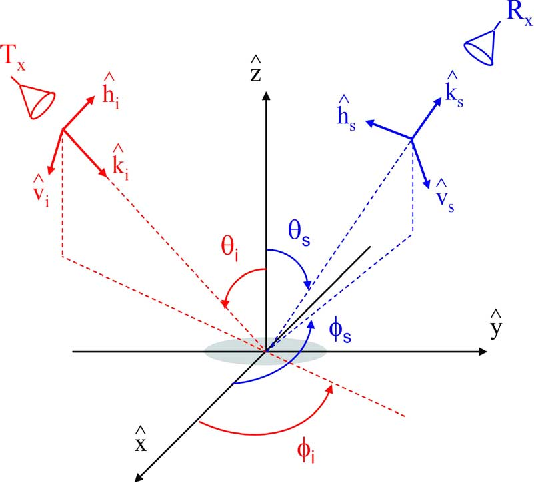 Tx
Rx
ẑ
ĥi
k̂i
v̂i
ĥs
k̂s
v̂s
θi
θs
ϕs
ŷ
x̂
ϕi